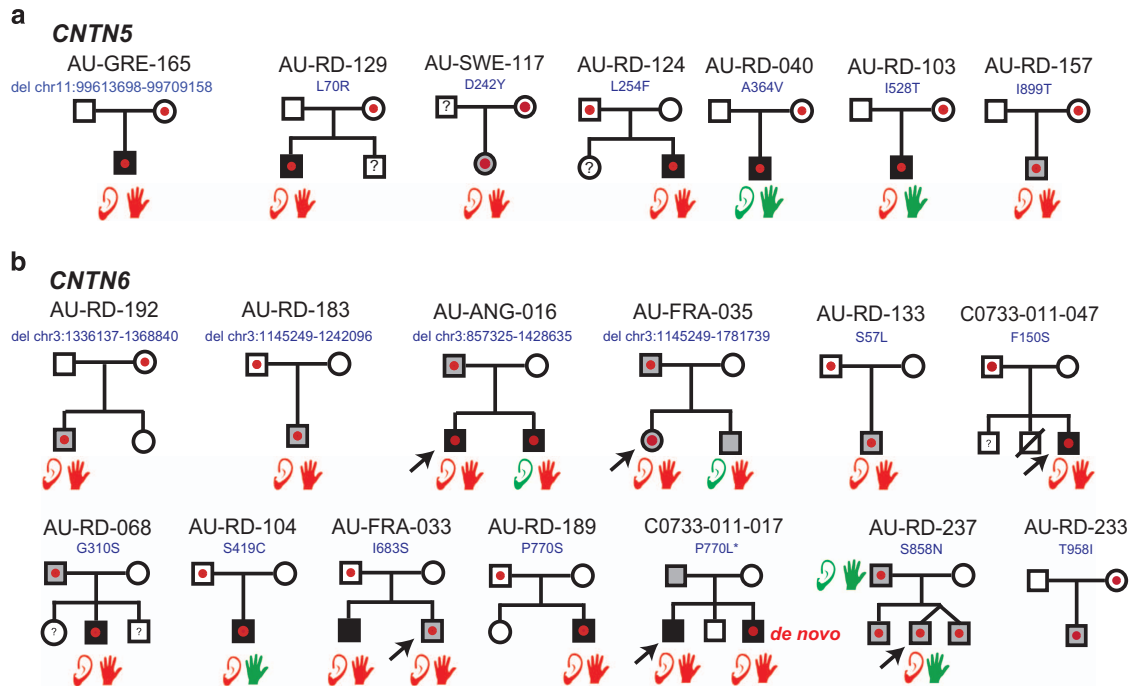 a
CNTN5
AU-GRE-165 AU-RD-129 AU-SWE-117 AU-RD-124 AU-RD-040 AU-RD-103 AU-RD-157
del chr11:99613698-99709158 L70R D242Y L254F A364V I528T I899T
?
? ?
b
CNTN6
AU-RD-192 AU-RD-183 AU-ANG-016 AU-FRA-035 AU-RD-133 C0733-011-047
del chr3:1336137-1368840 del chr3:1145249-1242096 del chr3:857325-1428635 del chr3:1145249-1781739 S57L F150S
?
AU-RD-068 AU-RD-104 AU-FRA-033 AU-RD-189 C0733-011-017 AU-RD-237 AU-RD-233
G310S S419C I683S P770S P770L* S858N T958I
? ? de novo